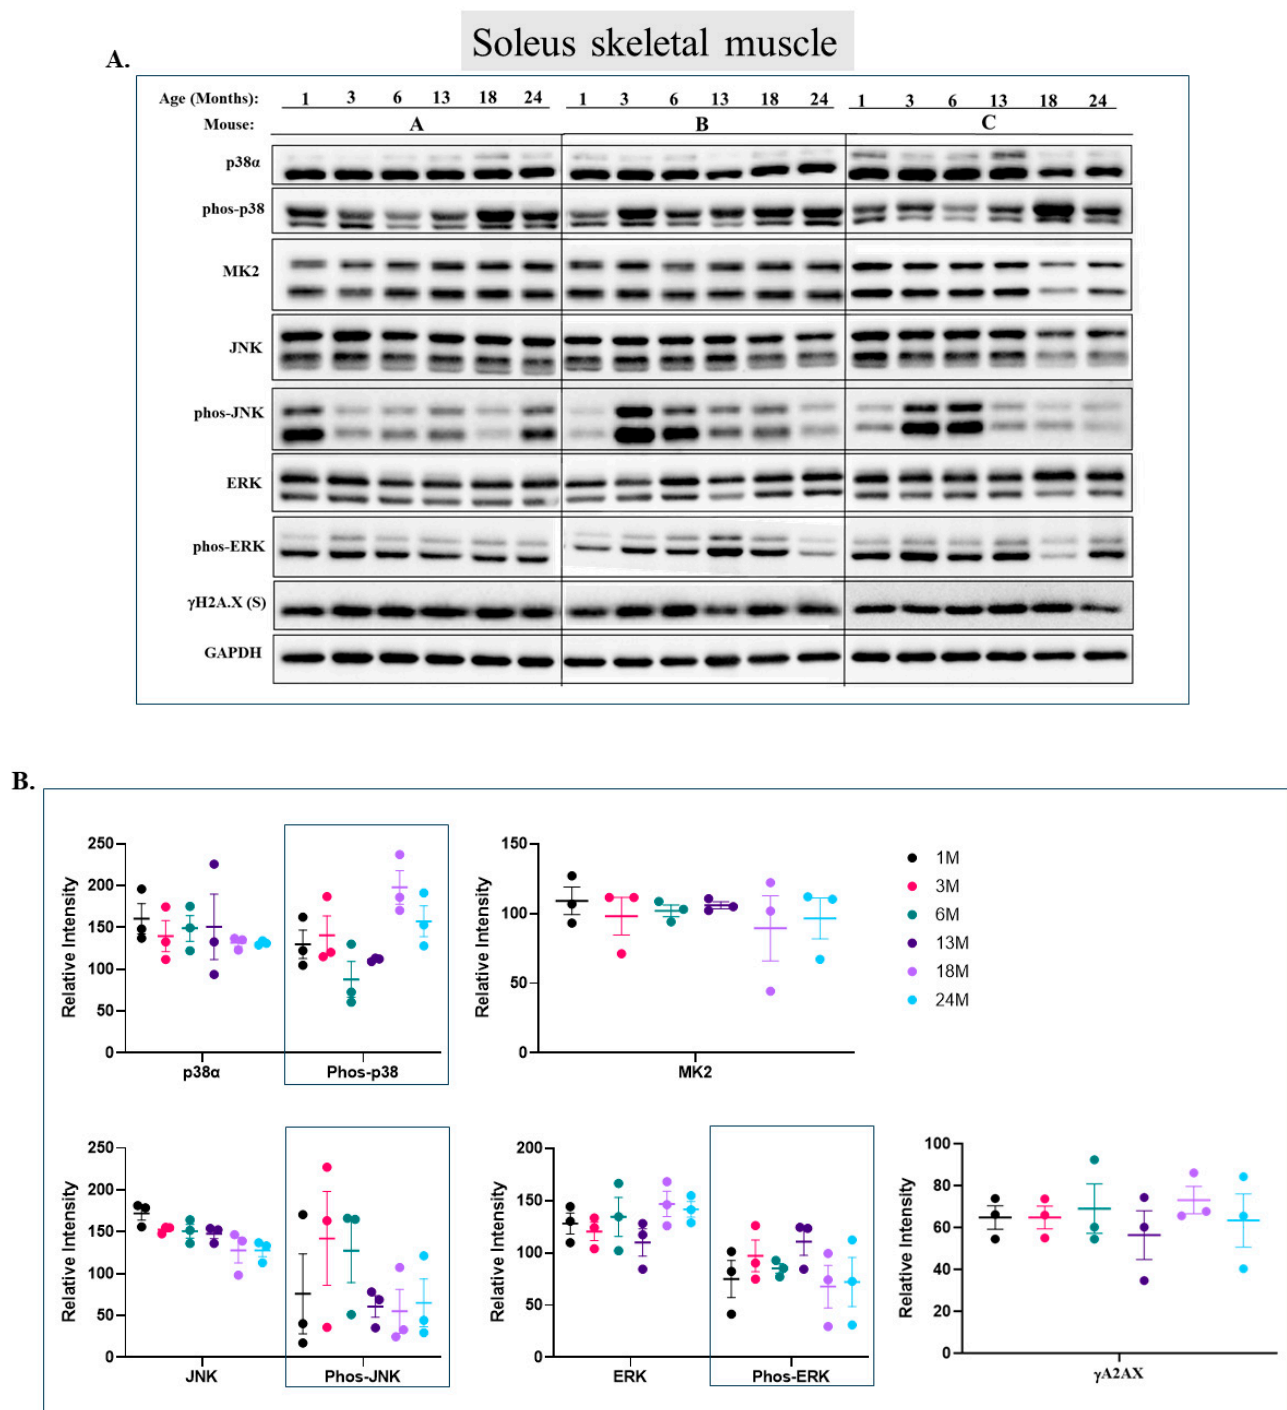 Soleus skeletal muscle
A.
Age (Months): 1 3 6 13 18 24 1 3 6 13 18 24 1 3 6 13 18 24
Mouse: A B C
p38α
phos-p38
MK2
JNK
phos-JNK
ERK
phos-ERK
γH2A.X (S)
GAPDH
B.
Relative Intensity
250
200
150
100
50
0
p38α Phos-p38
Relative Intensity
150
100
50
0
MK2
1M
3M
6M
13M
18M
24M
Relative Intensity
250
200
150
100
50
0
JNK Phos-JNK
Relative Intensity
200
150
100
50
0
ERK Phos-ERK
Relative Intensity
100
80
60
40
20
0
γA2AX